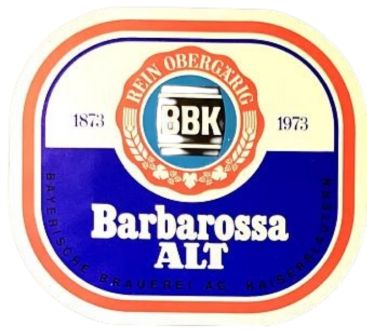 REIN OBERGÄRIG
BBK
1873
1973
Barbarossa
ALT
BAYERISCHE BRAUEREI AG. KAISERSLAUTERN